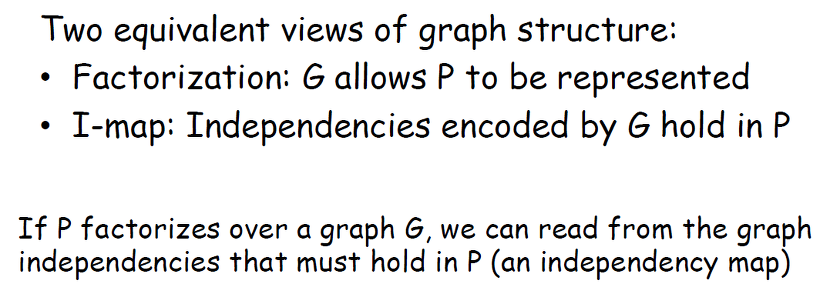 Two equivalent views of graph structure:
• Factorization: G allows P to be represented
• I-map: Independencies encoded by G hold in P
If P factorizes over a graph G, we can read from the graph
independencies that must hold in P (an independency map)